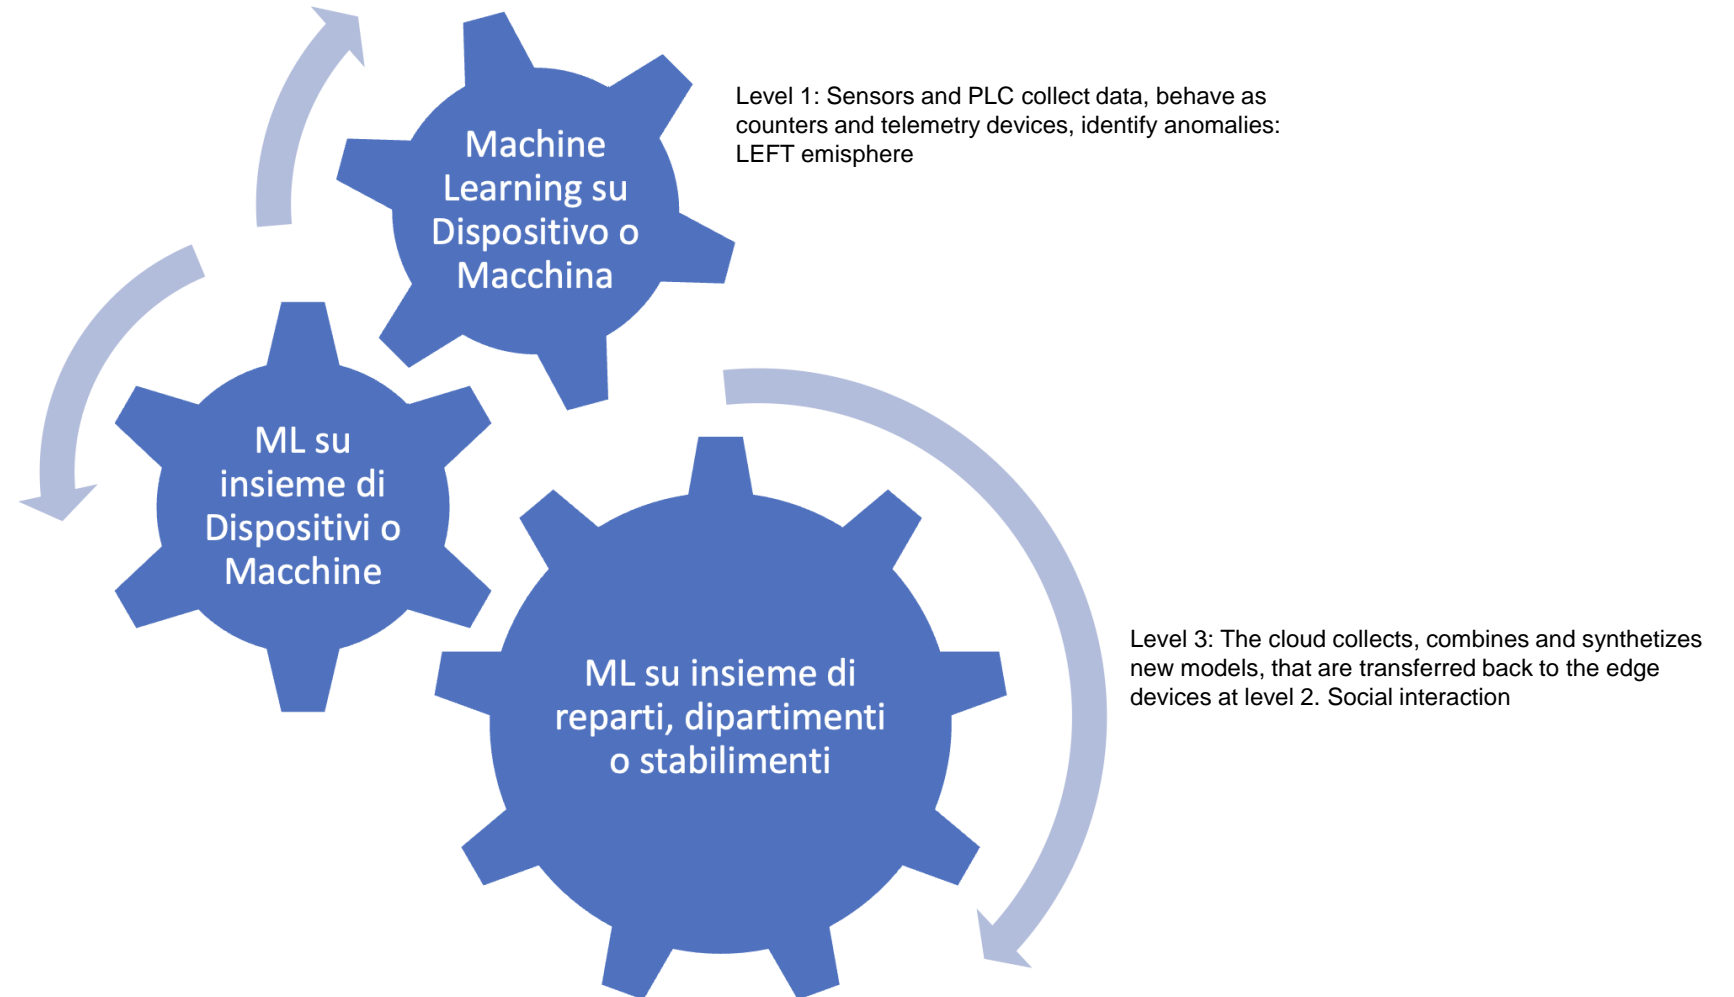 Machine
Learning su
Dispositivo o
Macchina
Level 1: Sensors and PLC collect data, behave as
counters and telemetry devices, identify anomalies:
LEFT emisphere
ML su
insieme di
Dispositivi o
Macchine
ML su insieme di
reparti, dipartimenti
o stabilimenti
Level 3: The cloud collects, combines and synthetizes
new models, that are transferred back to the edge
devices at level 2. Social interaction